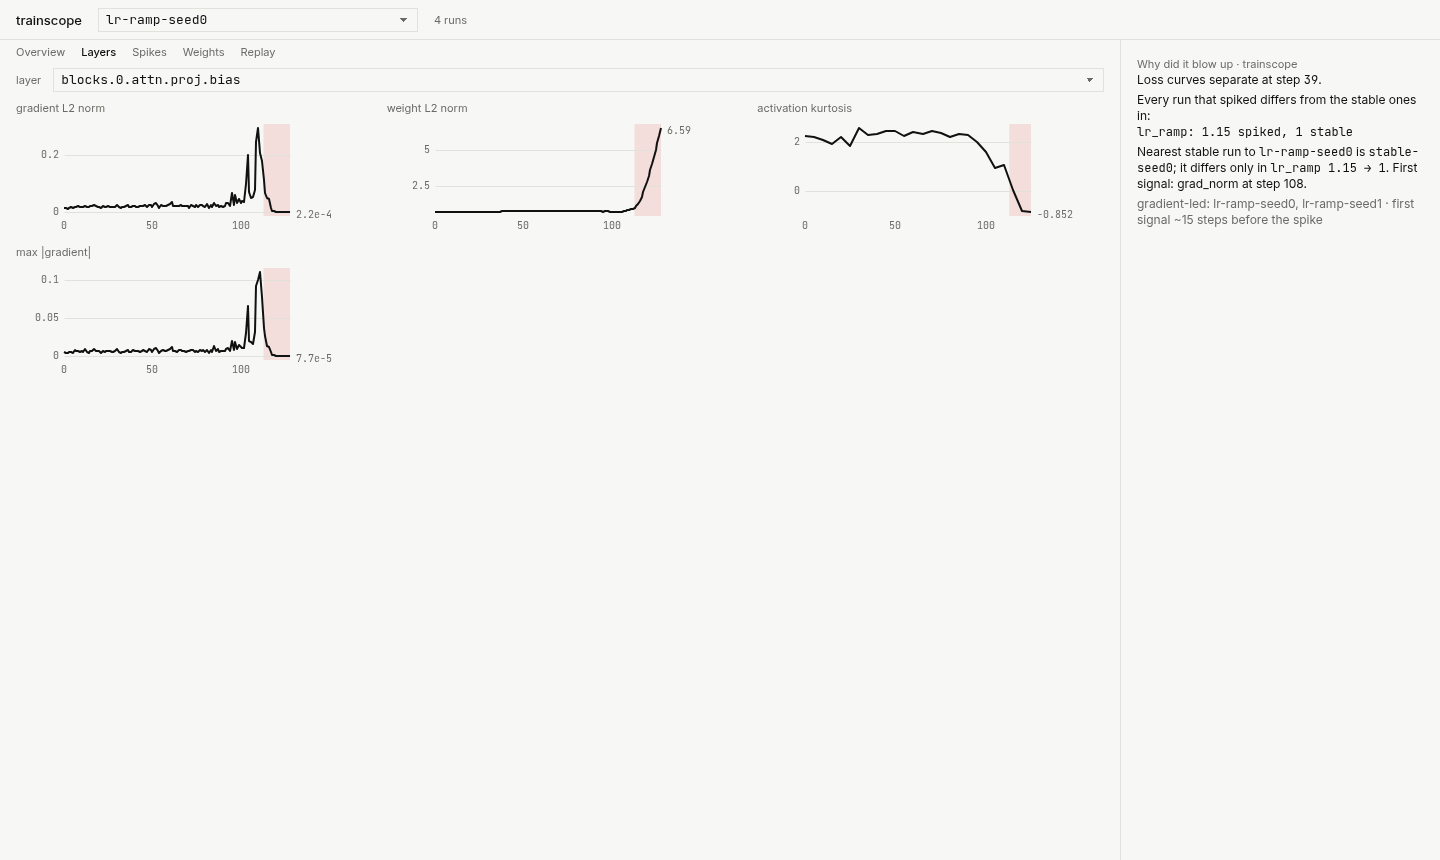 trainscope
lr-ramp-seed0
4 runs
Overview Layers Spikes Weights Replay
layer
blocks.0.attn.proj.bias
gradient L2 norm
0.2
0
0 50 100
2.2e-4
weight L2 norm
5
2.5
0 50 100
6.59
activation kurtosis
2
0
0 50 100
-0.852
max |gradient|
0.1
0.05
0
0 50 100
7.7e-5
Why did it blow up · trainscope
Loss curves separate at step 39.
Every run that spiked differs from the stable ones
in:
lr_ramp: 1.15 spiked, 1 stable
Nearest stable run to lr-ramp-seed0 is stable-
seed0; it differs only in lr_ramp 1.15 → 1. First
signal: grad_norm at step 108.
gradient-led: lr-ramp-seed0, lr-ramp-seed1 · first
signal ~15 steps before the spike